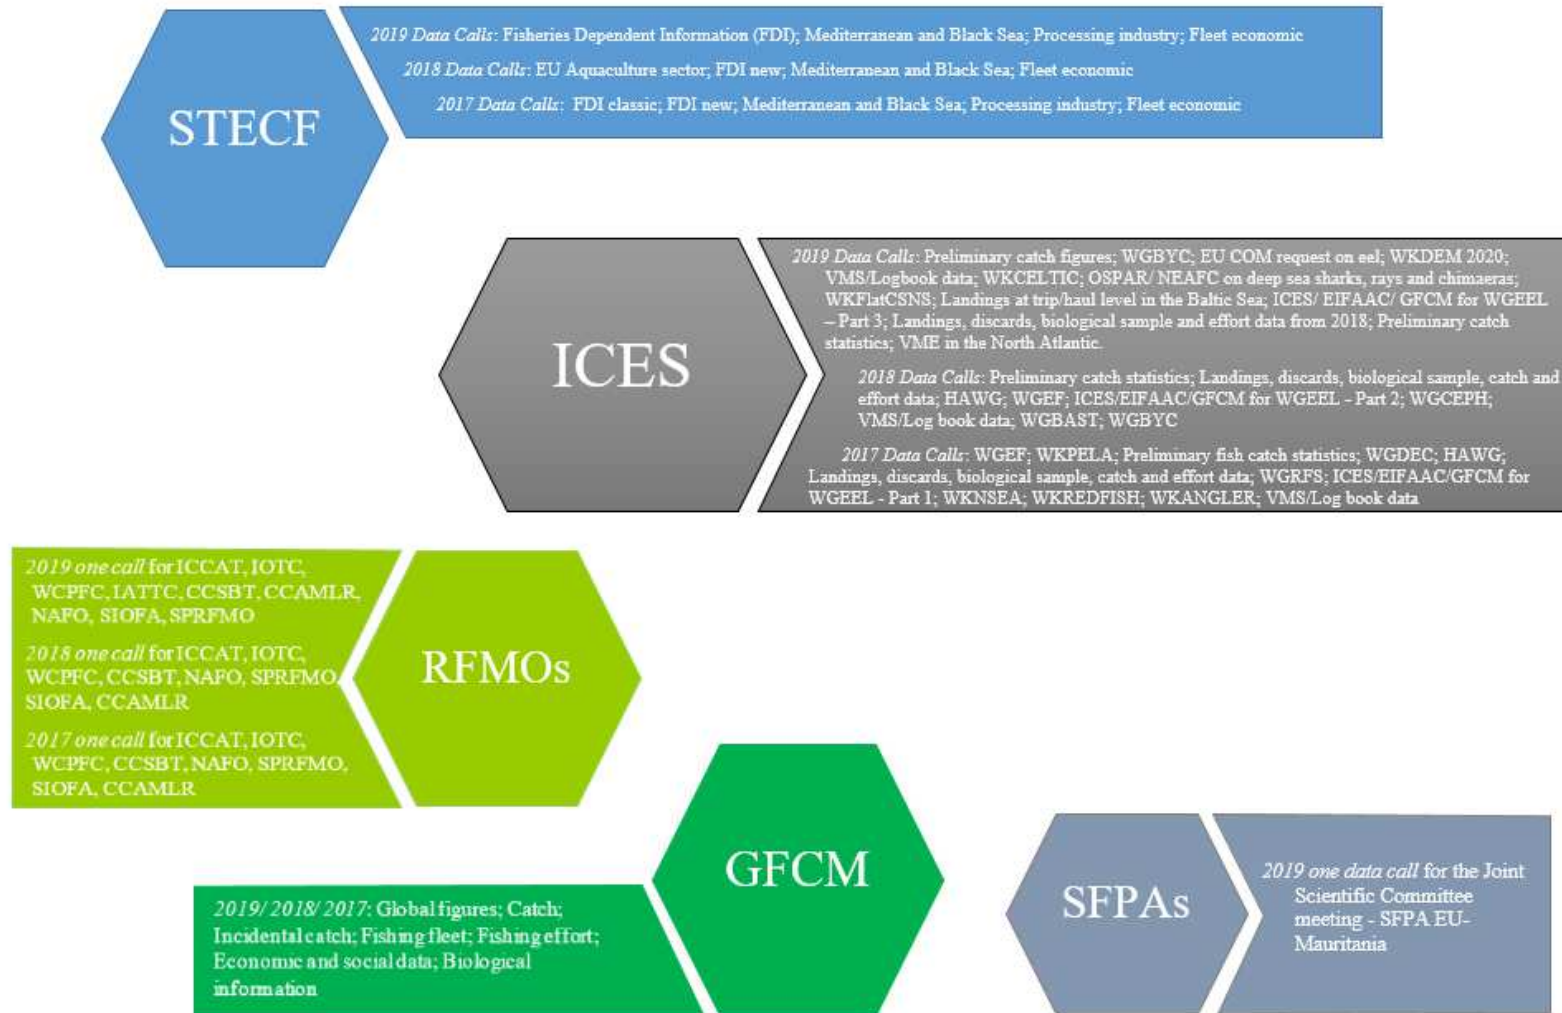 STECF
2019 Data Calls: Fisheries Dependent Information (FDI); Mediterranean and Black Sea; Processing industry; Fleet economic
2018 Data Calls: EU Aquaculture sector; FDI new; Mediterranean and Black Sea; Fleet economic
2017 Data Calls: FDI classic; FDI new; Mediterranean and Black Sea; Processing industry; Fleet economic
ICES
2019 Data Calls: Preliminary catch figures; WGBYC; EU COM request on eel; WKDEM 2020;
VMS/Logbook data; WKCELTIC; OSPAR/ NEAFC on deep sea sharks, rays and chimaeras;
WKFlatCSNS; Landings at trip/haul level in the Baltic Sea; ICES/ EIFAAC/ GFCM for WGEEL
– Part 3; Landings, discards, biological sample and effort data from 2018; Preliminary catch
statistics; VME in the North Atlantic.
2018 Data Calls: Preliminary catch statistics; Landings, discards, biological sample, catch and
effort data; HAWG; WGEF; ICES/EIFAAC/GFCM for WGEEL - Part 2; WGCEPH;
VMS/Log book data; WGBAST; WGBYC
2017 Data Calls: WGEF; WKPELA; Preliminary fish catch statistics; WGDEC; HAWG;
Landings, discards, biological sample, catch and effort data; WGRFS; ICES/EIFAAC/GFCM for
WGEEL - Part 1; WKNSEA; WKREDFISH; WKANGLER; VMS/Log book data
2019 one call for ICCAT, IOTC,
WCPFC, IATTC, CCSBT, CCAMLR,
NAFO, SIOFA, SPRFMO
2018 one call for ICCAT, IOTC,
WCPFC, CCSBT, NAFO, SPRFMO,
SIOFA, CCAMLR
2017 one call for ICCAT, IOTC,
WCPFC, CCSBT, NAFO, SPRFMO,
SIOFA, CCAMLR
RFMOs
GFCM
2019/ 2018/ 2017: Global figures; Catch;
Incidental catch; Fishing fleet; Fishing effort;
Economic and social data; Biological
information
SFPAs
2019 one data call for the Joint
Scientific Committee
meeting - SFPA EU-
Mauritania